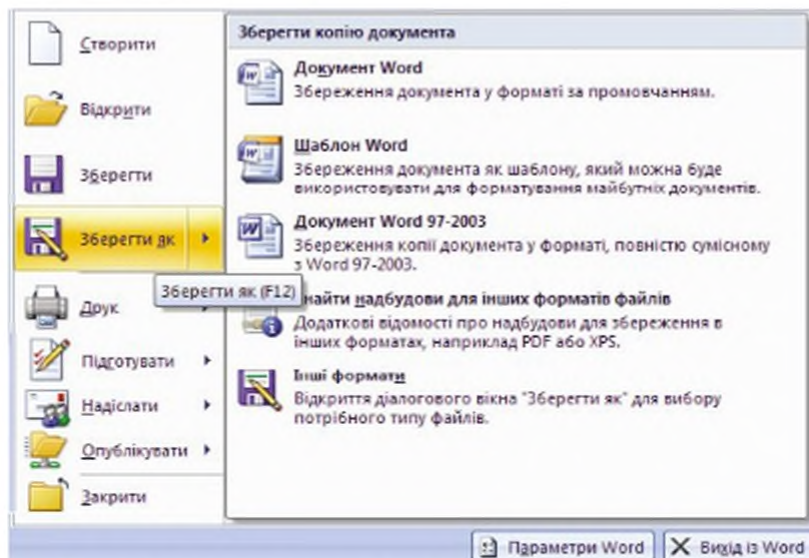 Створити
Відкрити
Зберегти
Зберегти як
Зберегти як (F12)
Друк
Підготувати
Надіслати
Опублікувати
Закрити
Зберегти копію документа
Документ Word
Збереження документа у форматі за промовчанням.
Шаблон Word
Збереження документа як шаблону, який можна буде
використовувати для форматування майбутніх документів.
Документ Word 97-2003
Збереження копії документа у форматі, повністю сумісному
з Word 97-2003.
найти надбудови для інших форматів файлів
Додаткові відомості про надбудови для збереження в
інших форматах, наприклад PDF або XPS.
Інші формати
Відкриття діалогового вікна "Зберегти як" для вибору
потрібного типу файлів.
Параметри Word
Вихід із Word